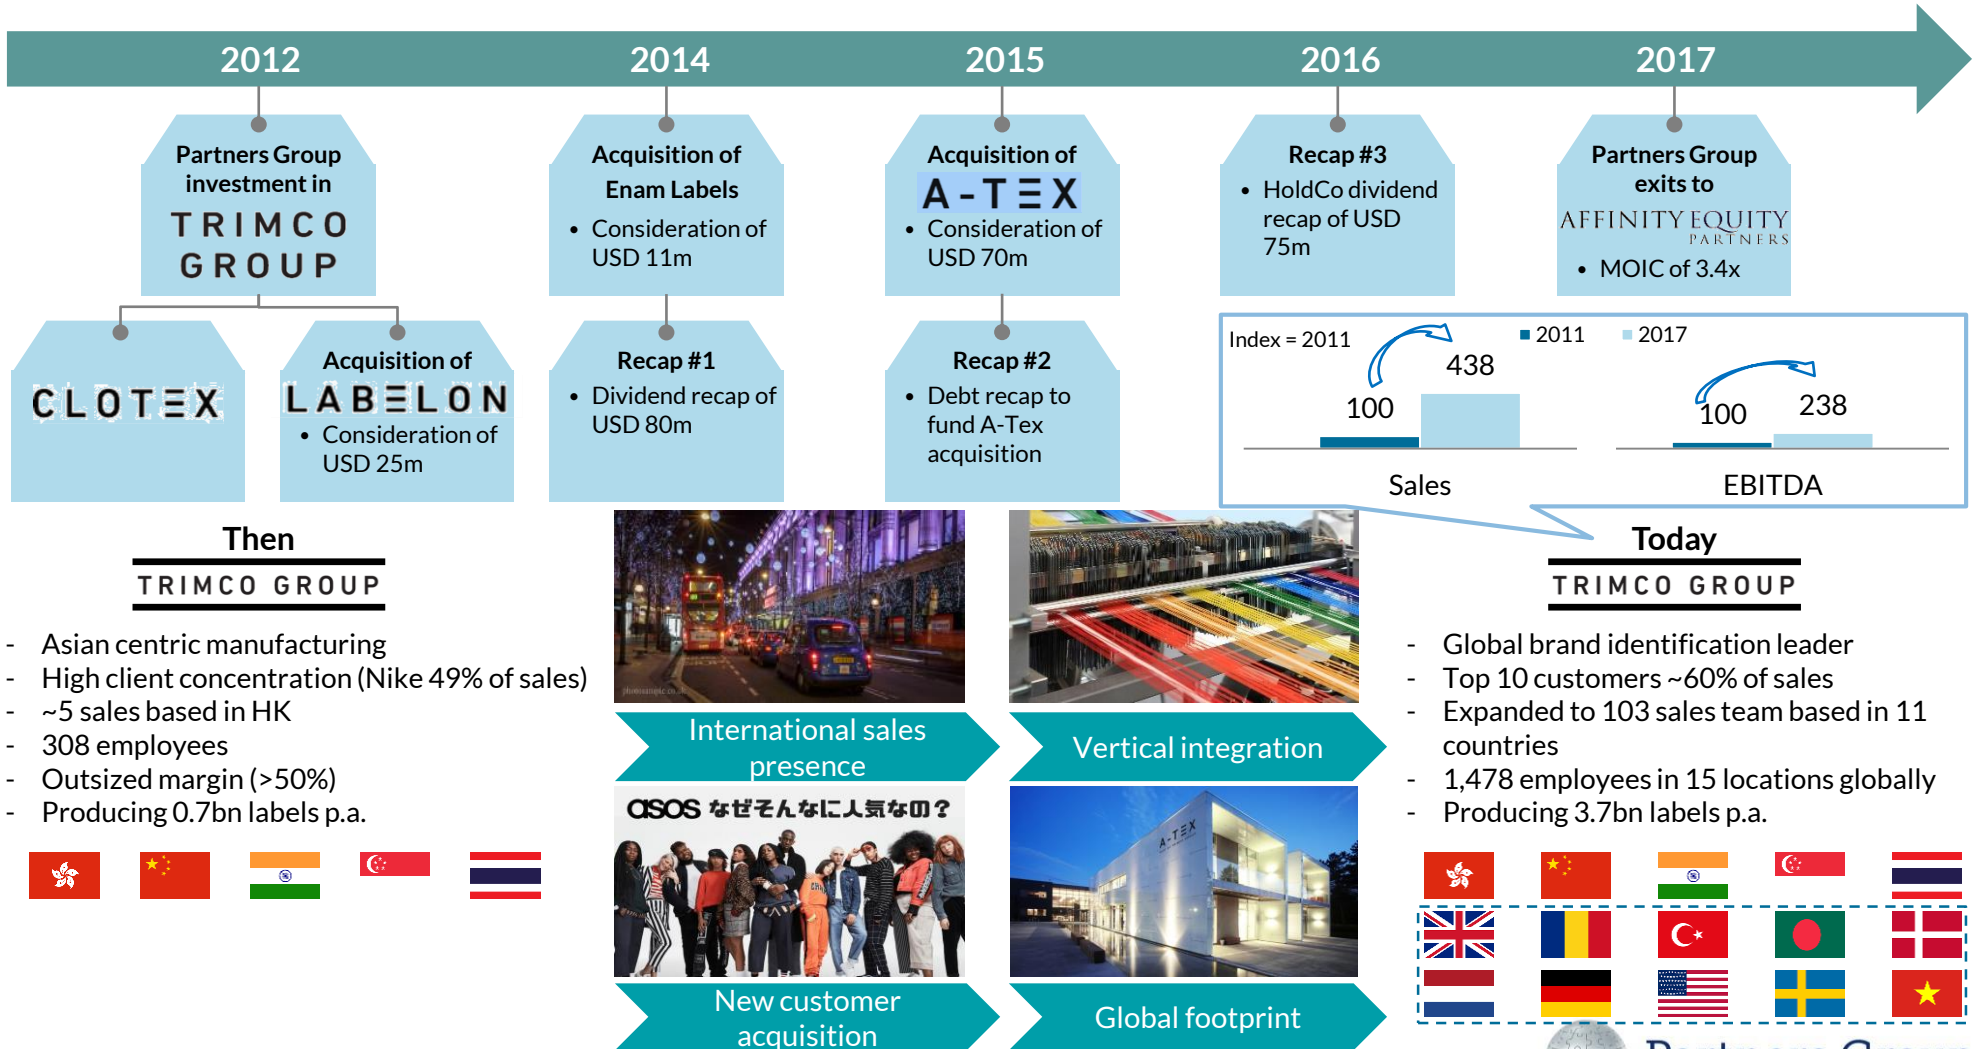 2012
2014
2015
2016
2017
Partners Group
investment in
TRIMCO
GROUP
CLOTEX
Acquisition of
LABELON
• Consideration of
USD 25m
Acquisition of
Enam Labels
• Consideration of
USD 11m
Recap #1
• Dividend recap of
USD 80m
Acquisition of
A-TEX
• Consideration of
USD 70m
Recap #2
• Debt recap to
fund A-Tex
acquisition
Recap #3
• HoldCo dividend
recap of USD
75m
Partners Group
exits to
AFFINITY EQUITY
PARTNERS
• MOIC of 3.4x
Index = 2011
2011
2017
100
438
Sales
100
238
EBITDA
Then
TRIMCO GROUP
- Asian centric manufacturing
- High client concentration (Nike 49% of sales)
- ~5 sales based in HK
- 308 employees
- Outsized margin (>50%)
- Producing 0.7bn labels p.a.
International sales
presence
Vertical integration
asos なぜそんなに人気なの？
A-TEX
New customer
acquisition
Global footprint
Today
TRIMCO GROUP
- Global brand identification leader
- Top 10 customers ~60% of sales
- Expanded to 103 sales team based in 11
countries
- 1,478 employees in 15 locations globally
- Producing 3.7bn labels p.a.
Partners Group